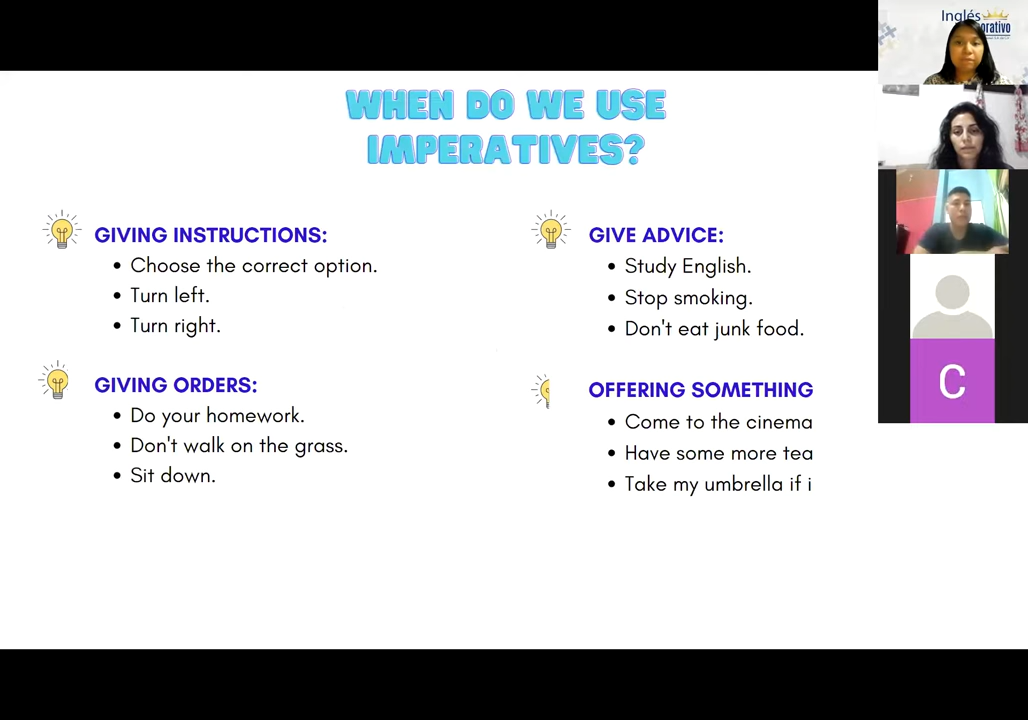 WHEN DO WE USE
IMPERATIVES?
GIVING INSTRUCTIONS:
Choose the correct option.
Turn left.
Turn right.
GIVING ORDERS:
Do your homework.
Don't walk on the grass.
Sit down.
GIVE ADVICE:
Study English.
Stop smoking.
Don't eat junk food.
OFFERING SOMETHING
Come to the cinema
Have some more tea
Take my umbrella if i
Inglés
C